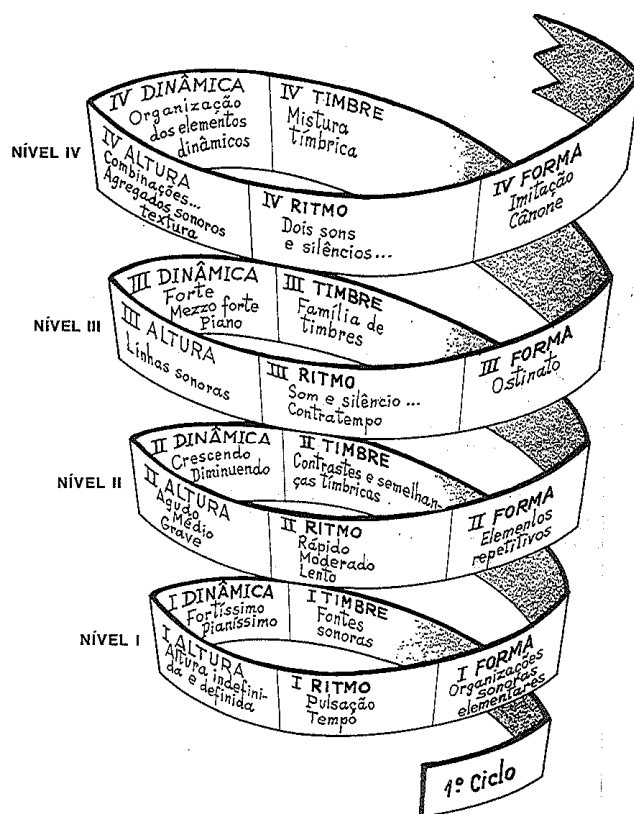 IV DINÂMICA
Organização
dos elementos
dinâmicos
IV TIMBRE
Mistura
tímbrica
NÍVEL IV
IV ALTURA
Combinações...
Agregados sonoros
textura
IV RITMO
Dois sons
e silêncios...
IV FORMA
Imitação
Cânone
III DINÂMICA
Forte
Mezzo forte
Piano
III TIMBRE
Família de
timbres
NÍVEL III
III ALTURA
Linhas sonoras
III RITMO
Som e silêncio...
Contratempo
III FORMA
Ostinato
II DINÂMICA
Crescendo
Diminuendo
II TIMBRE
Contrastes e semelhan-
ças tímbricas
NÍVEL II
II ALTURA
Agudo
Médio
Grave
II RITMO
Rápido
Moderado
Lento
II FORMA
Elementos
repetitivos
I DINÂMICA
Fortíssimo
Pianíssimo
I TIMBRE
Fontes
sonoras
NÍVEL I
I ALTURA
Altura indefini-
da e definida
I RITMO
Pulsação
Tempo
I FORMA
Organizações
sonoras
elementares
1º Ciclo